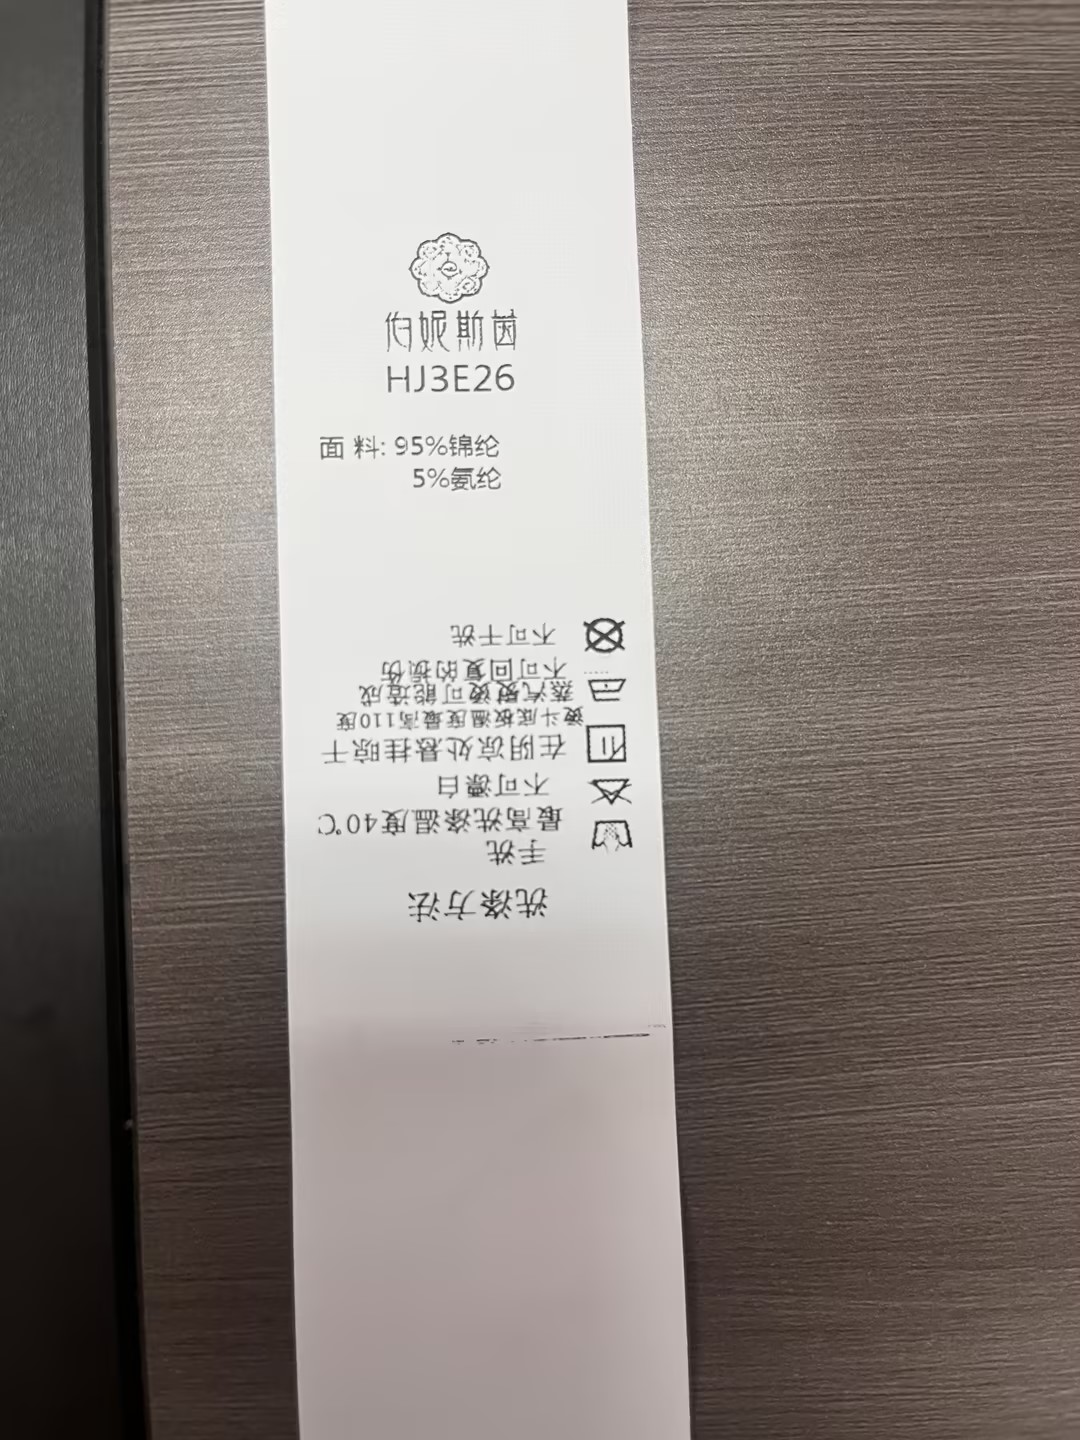 伯妮斯茵
HJ3E26
面 料: 95%锦纶
5%氨纶
洗涤方法
手洗
最高洗涤温度40℃
不可漂白
在阴凉处悬挂晾干
熨斗底板温度最高110度
蒸汽熨烫可能造成
不可回复的损伤
不可干洗